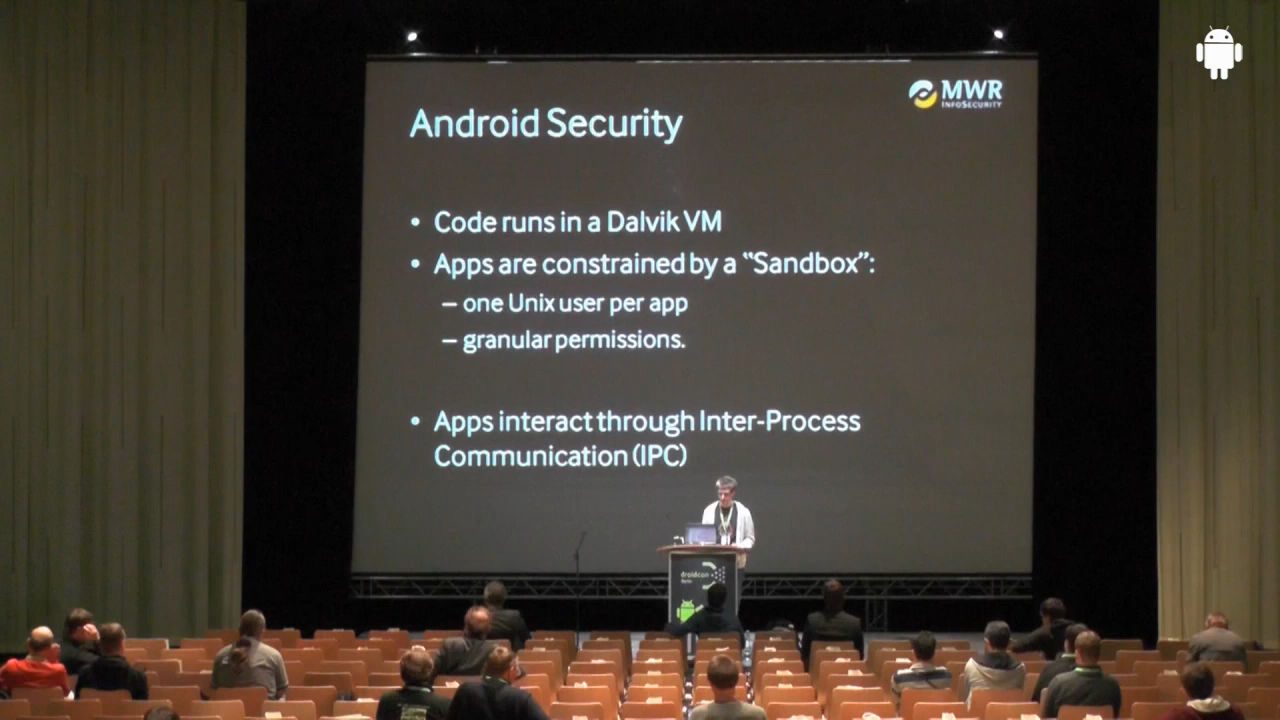 MWR
INFOSECURITY
Android Security
• Code runs in a Dalvik VM
• Apps are constrained by a “Sandbox”:
– one Unix user per app
– granular permissions.
• Apps interact through Inter-Process
Communication (IPC)
droidcon